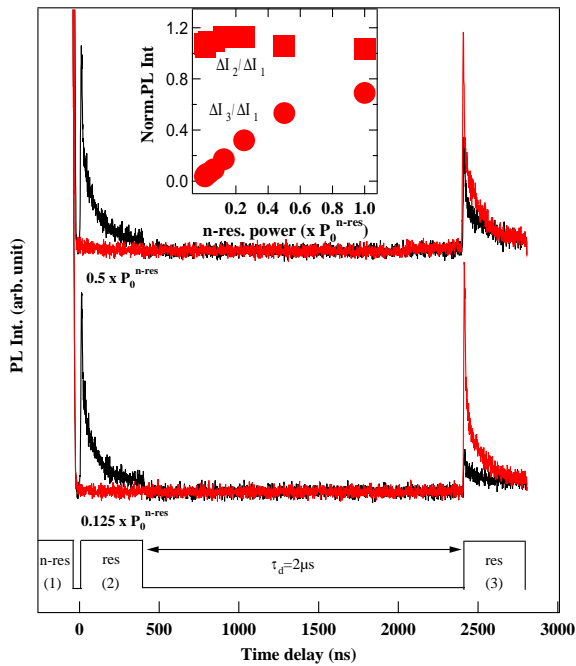 1.2
0.8
0.4
0.0
Norm.PL Int
ΔI₂/ΔI₁
ΔI₃/ΔI₁
0.2 0.4 0.6 0.8 1.0
n-res. power (x P₀ⁿ⁻ʳᵉˢ)
0.5 x P₀ⁿ⁻ʳᵉˢ
PL Int. (arb. unit)
0.125 x P₀ⁿ⁻ʳᵉˢ
n-res
(1)
res
(2)
τd=2μs
res
(3)
0 500 1000 1500 2000 2500 3000
Time delay (ns)